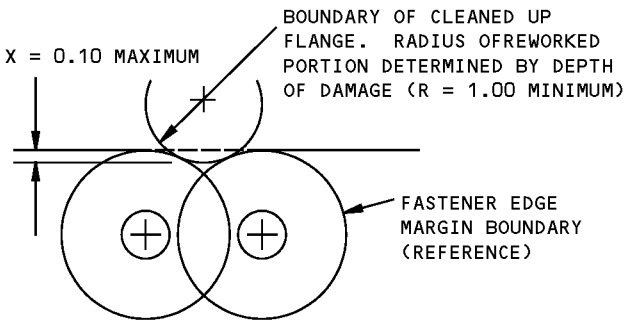 BOUNDARY OF CLEANED UP
FLANGE. RADIUS OFREWORKED
PORTION DETERMINED BY DEPTH
OF DAMAGE (R = 1.00 MINIMUM)
X = 0.10 MAXIMUM
FASTENER EDGE
MARGIN BOUNDARY
(REFERENCE)